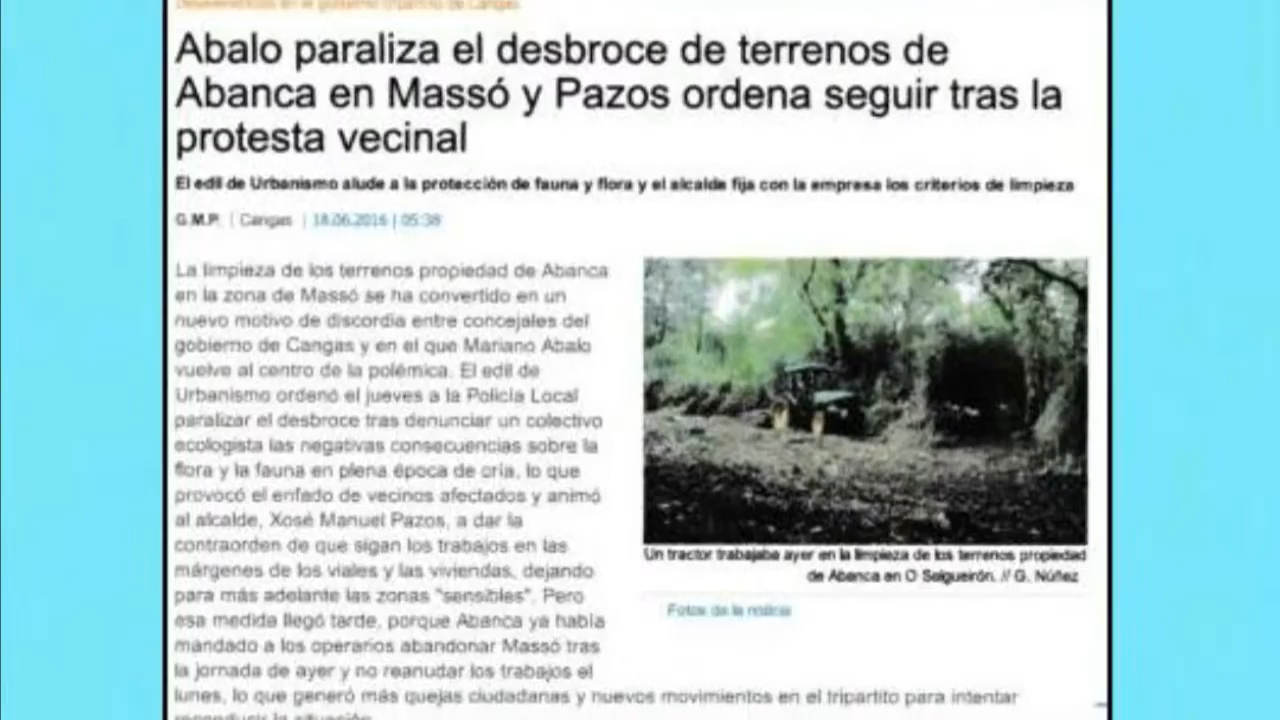 Desavenencias en el gobierno tripartito de Cangas
Abalo paraliza el desbroce de terrenos de
Abanca en Massó y Pazos ordena seguir tras la
protesta vecinal
El edil de Urbanismo alude a la protección de fauna y flora y el alcalde fija con la empresa los criterios de limpieza
G.M.P. | Cangas | 18.06.2016 | 05:38
La limpieza de los terrenos propiedad de Abanca
en la zona de Massó se ha convertido en un
nuevo motivo de discordia entre concejales del
gobierno de Cangas y en el que Mariano Abalo
vuelve al centro de la polémica. El edil de
Urbanismo ordenó el jueves a la Policía Local
paralizar el desbroce tras denunciar un colectivo
ecologista las negativas consecuencias sobre la
flora y la fauna en plena época de cría, lo que
provocó el enfado de vecinos afectados y animó
al alcalde, Xosé Manuel Pazos, a dar la
contraorden de que sigan los trabajos en las
márgenes de los viales y las viviendas, dejando
para más adelante las zonas "sensibles". Pero
esa medida llegó tarde, porque Abanca ya había
mandado a los operarios abandonar Massó tras
la jornada de ayer y no reanudar los trabajos el
lunes, lo que generó más quejas ciudadanas y nuevos movimientos en el tripartito para intentar
reconducir la situación.
Un tractor trabajaba ayer en la limpieza de los terrenos propiedad
de Abanca en O Salgueirón. // G. Núñez
Fotos de la noticia